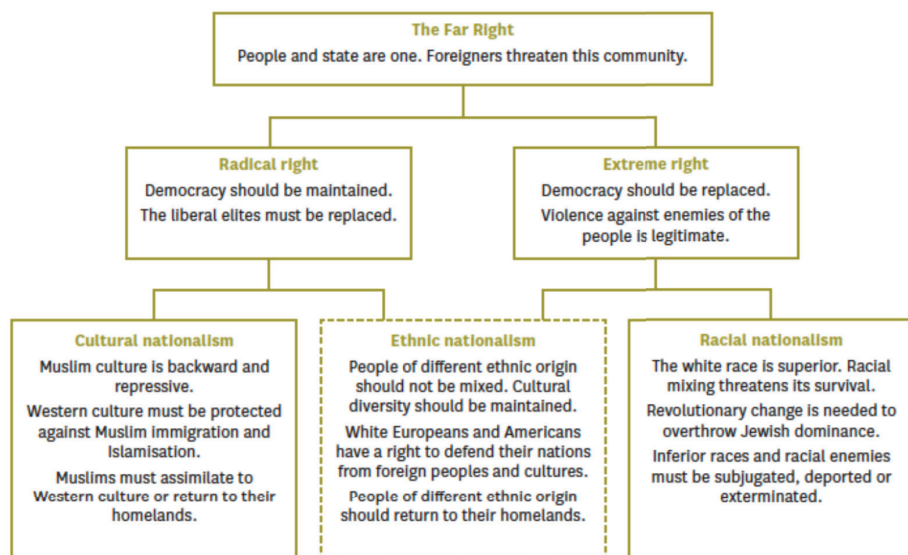 The Far Right
People and state are one. Foreigners threaten this community.
Radical right
Democracy should be maintained.
The liberal elites must be replaced.
Extreme right
Democracy should be replaced.
Violence against enemies of the
people is legitimate.
Cultural nationalism
Muslim culture is backward and
repressive.
Western culture must be protected
against Muslim immigration and
Islamisation.
Muslims must assimilate to
Western culture or return to their
homelands.
Ethnic nationalism
People of different ethnic origin
should not be mixed. Cultural
diversity should be maintained.
White Europeans and Americans
have a right to defend their nations
from foreign peoples and cultures.
People of different ethnic origin
should return to their homelands.
Racial nationalism
The white race is superior. Racial
mixing threatens its survival.
Revolutionary change is needed to
overthrow Jewish dominance.
Inferior races and racial enemies
must be subjugated, deported or
exterminated.